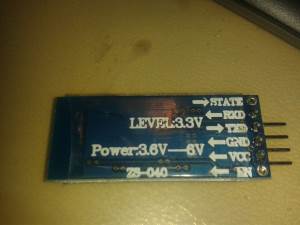 STATE
RXD
LEVEL:3.3V
TXD
GND
Power:3.6V---6V
VCC
ZS-040
EN